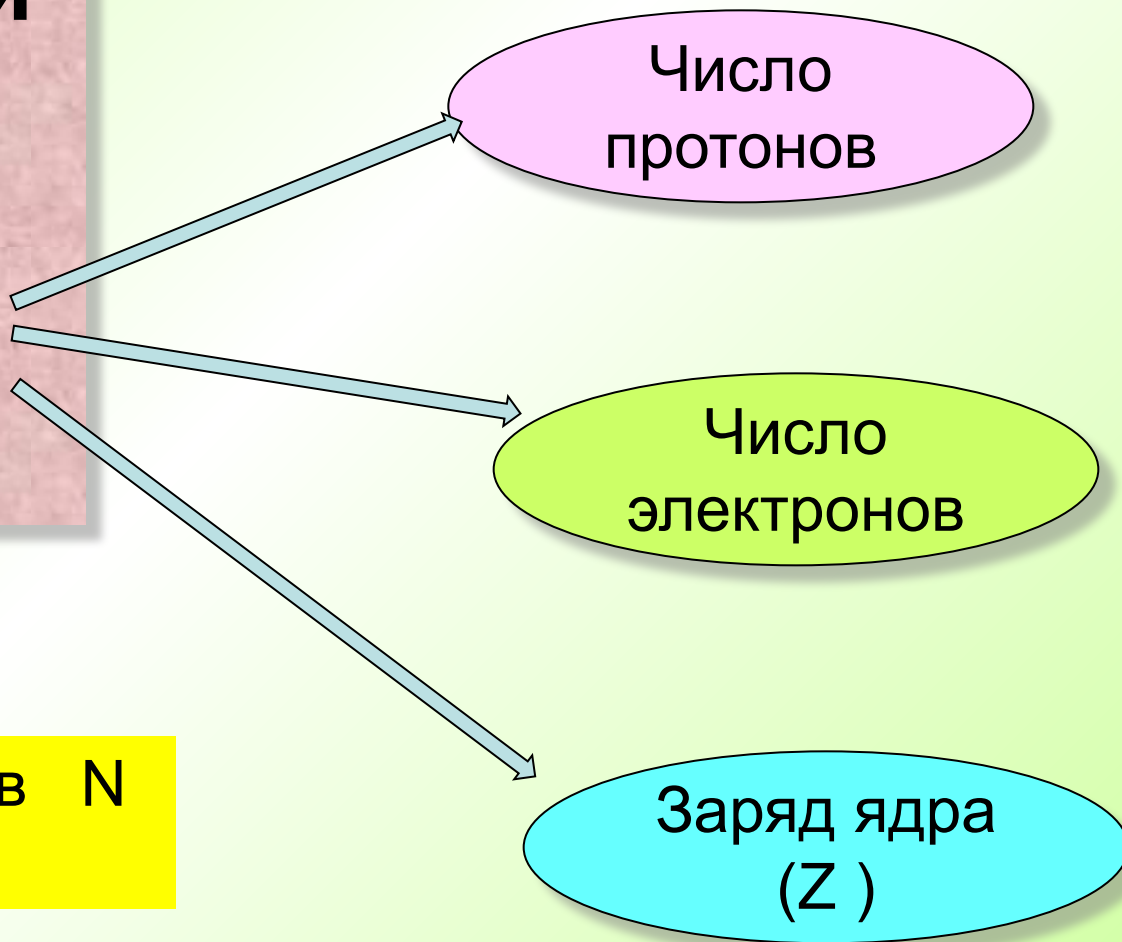 й
Число
протонов
Число
электронов
в N
Заряд ядра
(Z )